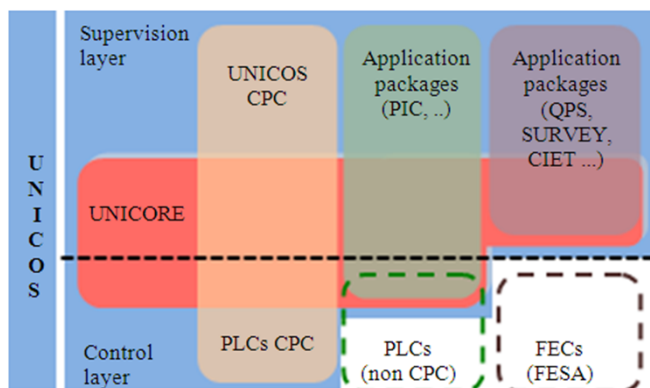 Supervision
layer
UNICOS
CPC
Application
packages
(PIC, ..)
Application
packages
(QPS,
SURVEY,
CIET ...)
UNICOS
UNICORE
PLCs CPC
PLCs
(non CPC)
FECs
(FESA)
Control
layer